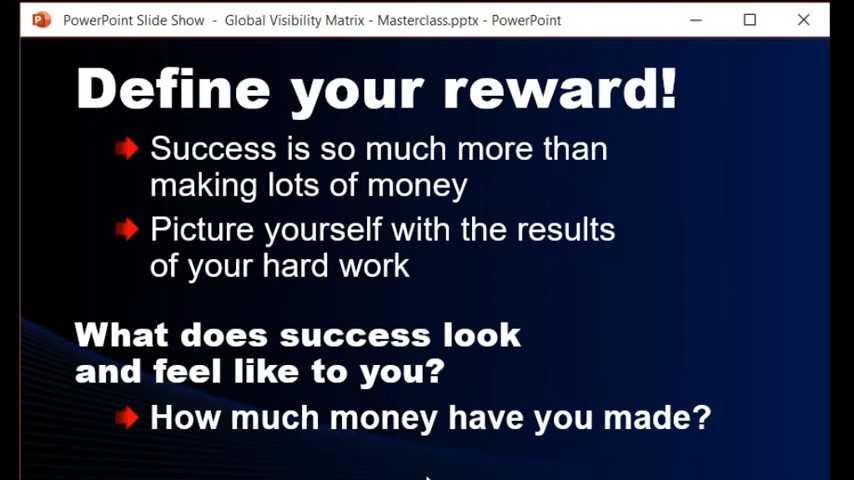 PowerPoint Slide Show - Global Visibility Matrix - Masterclass.pptx - PowerPoint
Define your reward!
Success is so much more than
making lots of money
Picture yourself with the results
of your hard work
What does success look
and feel like to you?
How much money have you made?